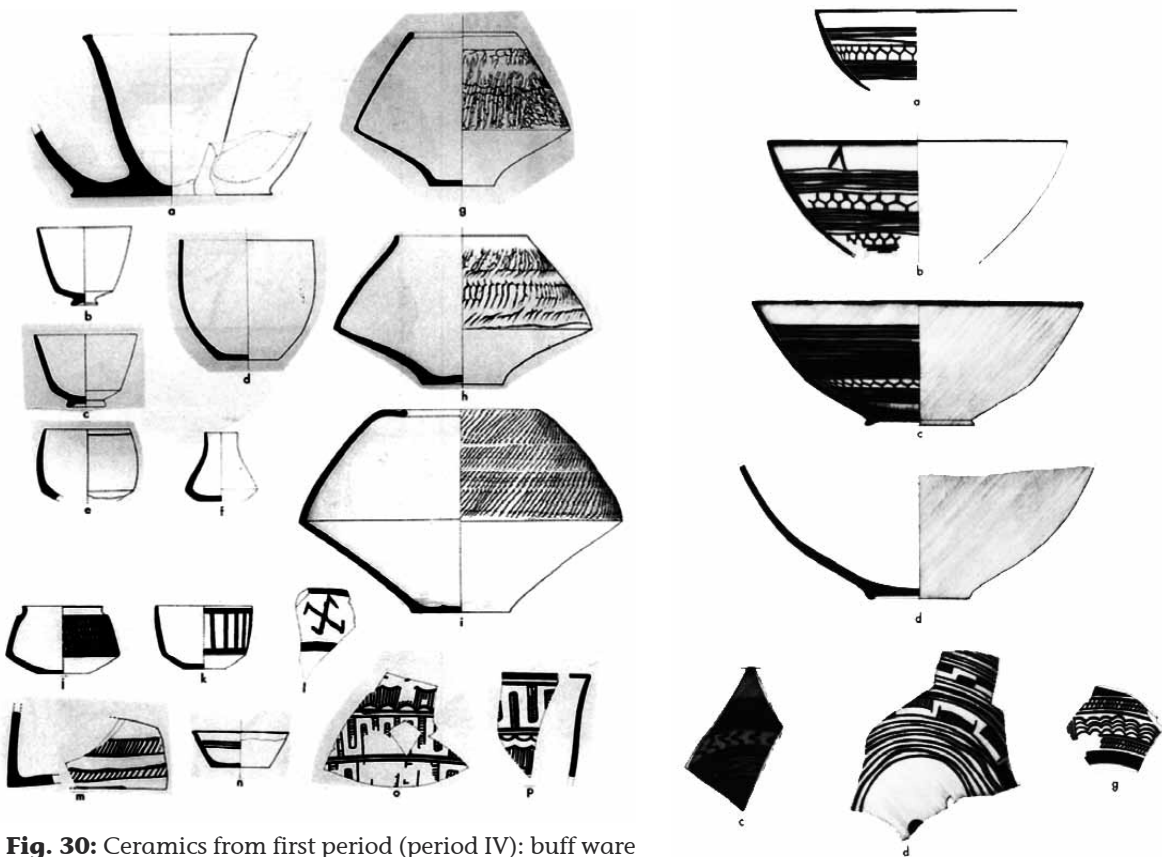 a
b
c
d
e
f
g
h
i
j
k
l
m
n
o
p
Fig. 30: Ceramics from first period (period IV): buff ware
a
b
c
d
c
d
g